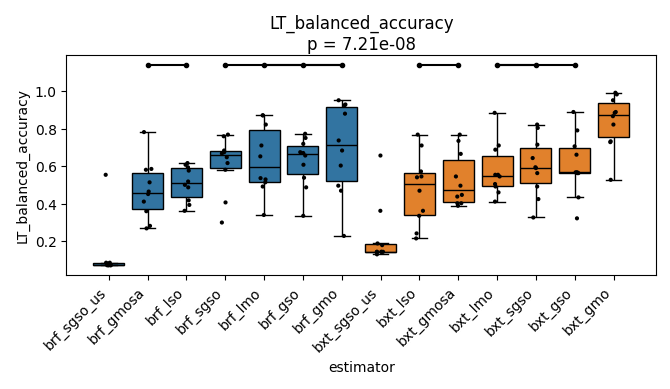 LT_balanced_accuracy
p = 7.21e-08
LT_balanced_accuracy
1.0
0.8
0.6
0.4
0.2
brf_sgso_us
brf_gmosa
brf_lso
brf_sgso
brf_lmo
brf_gso
brf_gmo
bxt_sgso_us
bxt_lso
bxt_gmosa
bxt_lmo
bxt_sgso
bxt_gso
bxt_gmo
estimator